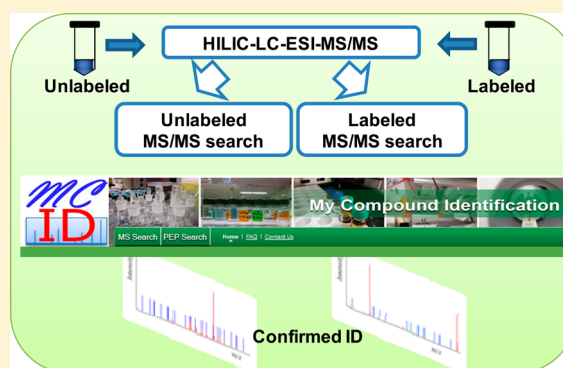 HILIC-LC-ESI-MS/MS
Unlabeled
Labeled
Unlabeled
MS/MS search
Labeled
MS/MS search
MC
ID
My Compound Identification
MS Search PEP Search Home | FAQ | Contact Us
Confirmed ID